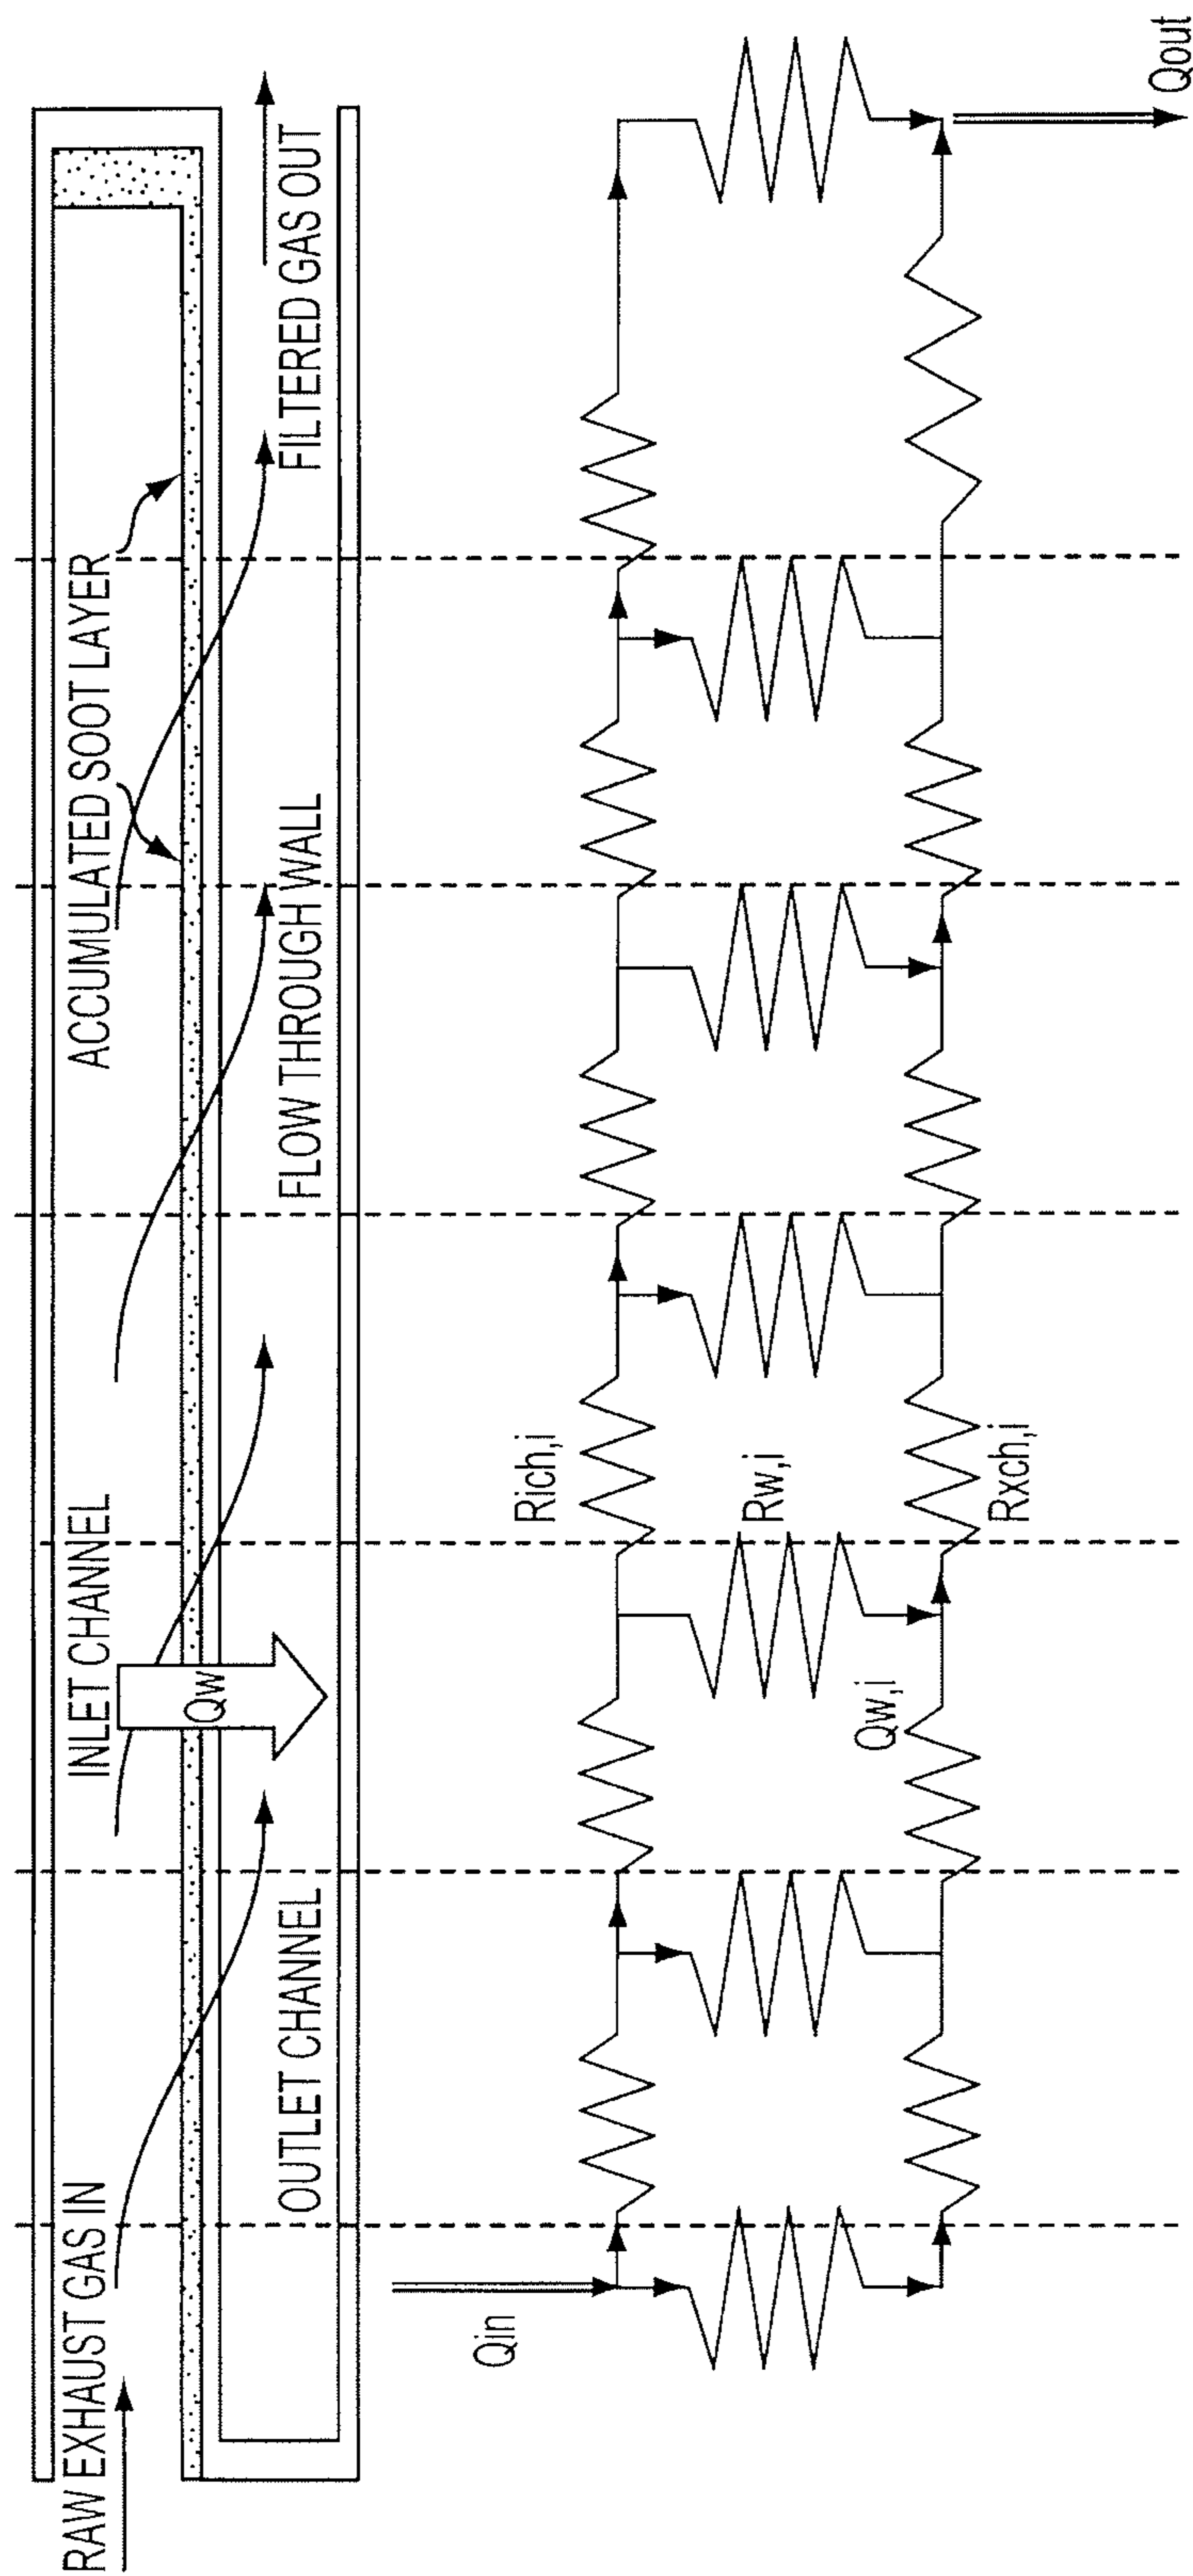 RAW EXHAUST GAS IN
INLET CHANNEL
ACCUMULATED SOOT LAYER
Qw
OUTLET CHANNEL
FLOW THROUGH WALL
FILTERED GAS OUT
Qin
Rich,i
Rw,i
Qw,i
Rxch,i
Qout